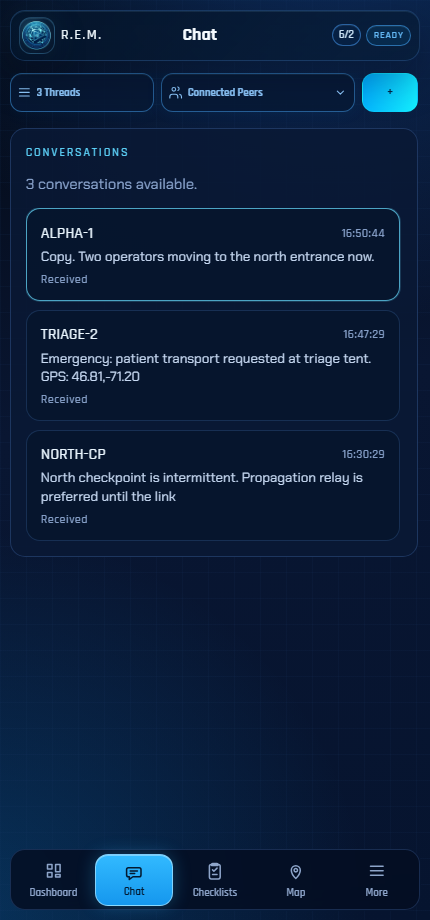 R.E.M.
Chat
6/2
READY
3 Threads
Connected Peers
+
CONVERSATIONS
3 conversations available.
ALPHA-1
16:50:44
Copy. Two operators moving to the north entrance now.
Received
TRIAGE-2
16:47:29
Emergency: patient transport requested at triage tent.
GPS: 46.81,-71.20
Received
NORTH-CP
16:30:29
North checkpoint is intermittent. Propagation relay is
preferred until the link
Received
Dashboard
Chat
Checklists
Map
More